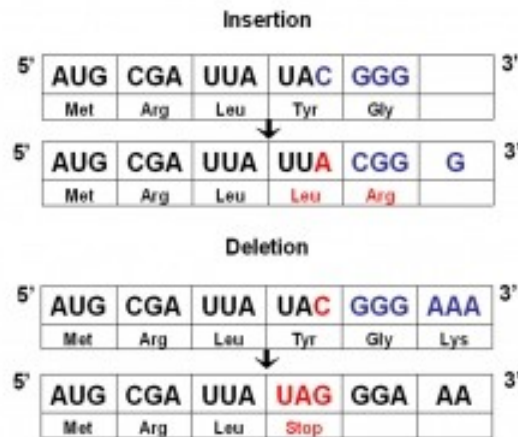 Insertion
5' AUG CGA UUA UAC GGG 3'
Met Arg Leu Tyr Gly
5' AUG CGA UUA UUA CGG G 3'
Met Arg Leu Leu Arg
Deletion
5' AUG CGA UUA UAC GGG AAA 3'
Met Arg Leu Tyr Gly Lys
5' AUG CGA UUA UAG GGA AA 3'
Met Arg Leu Stop